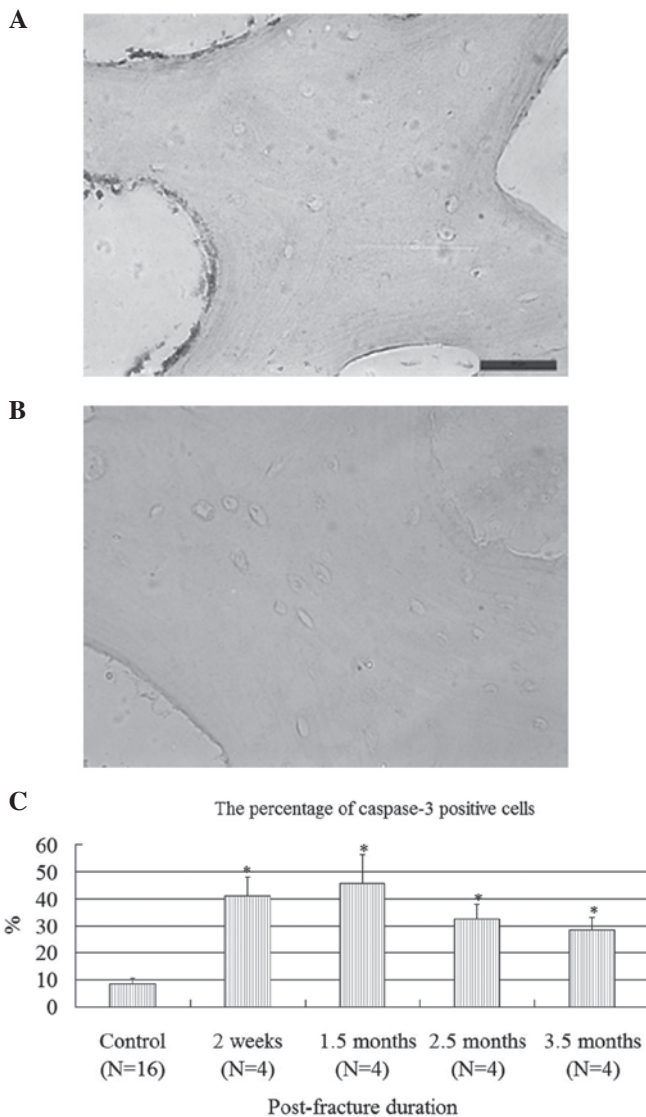 A
B
C
The percentage of caspase-3 positive cells
60
50
40
30
20
10
0
%
* * * *
Control 2 weeks 1.5 months 2.5 months 3.5 months
(N=16) (N=4) (N=4) (N=4) (N=4)
Post-fracture duration